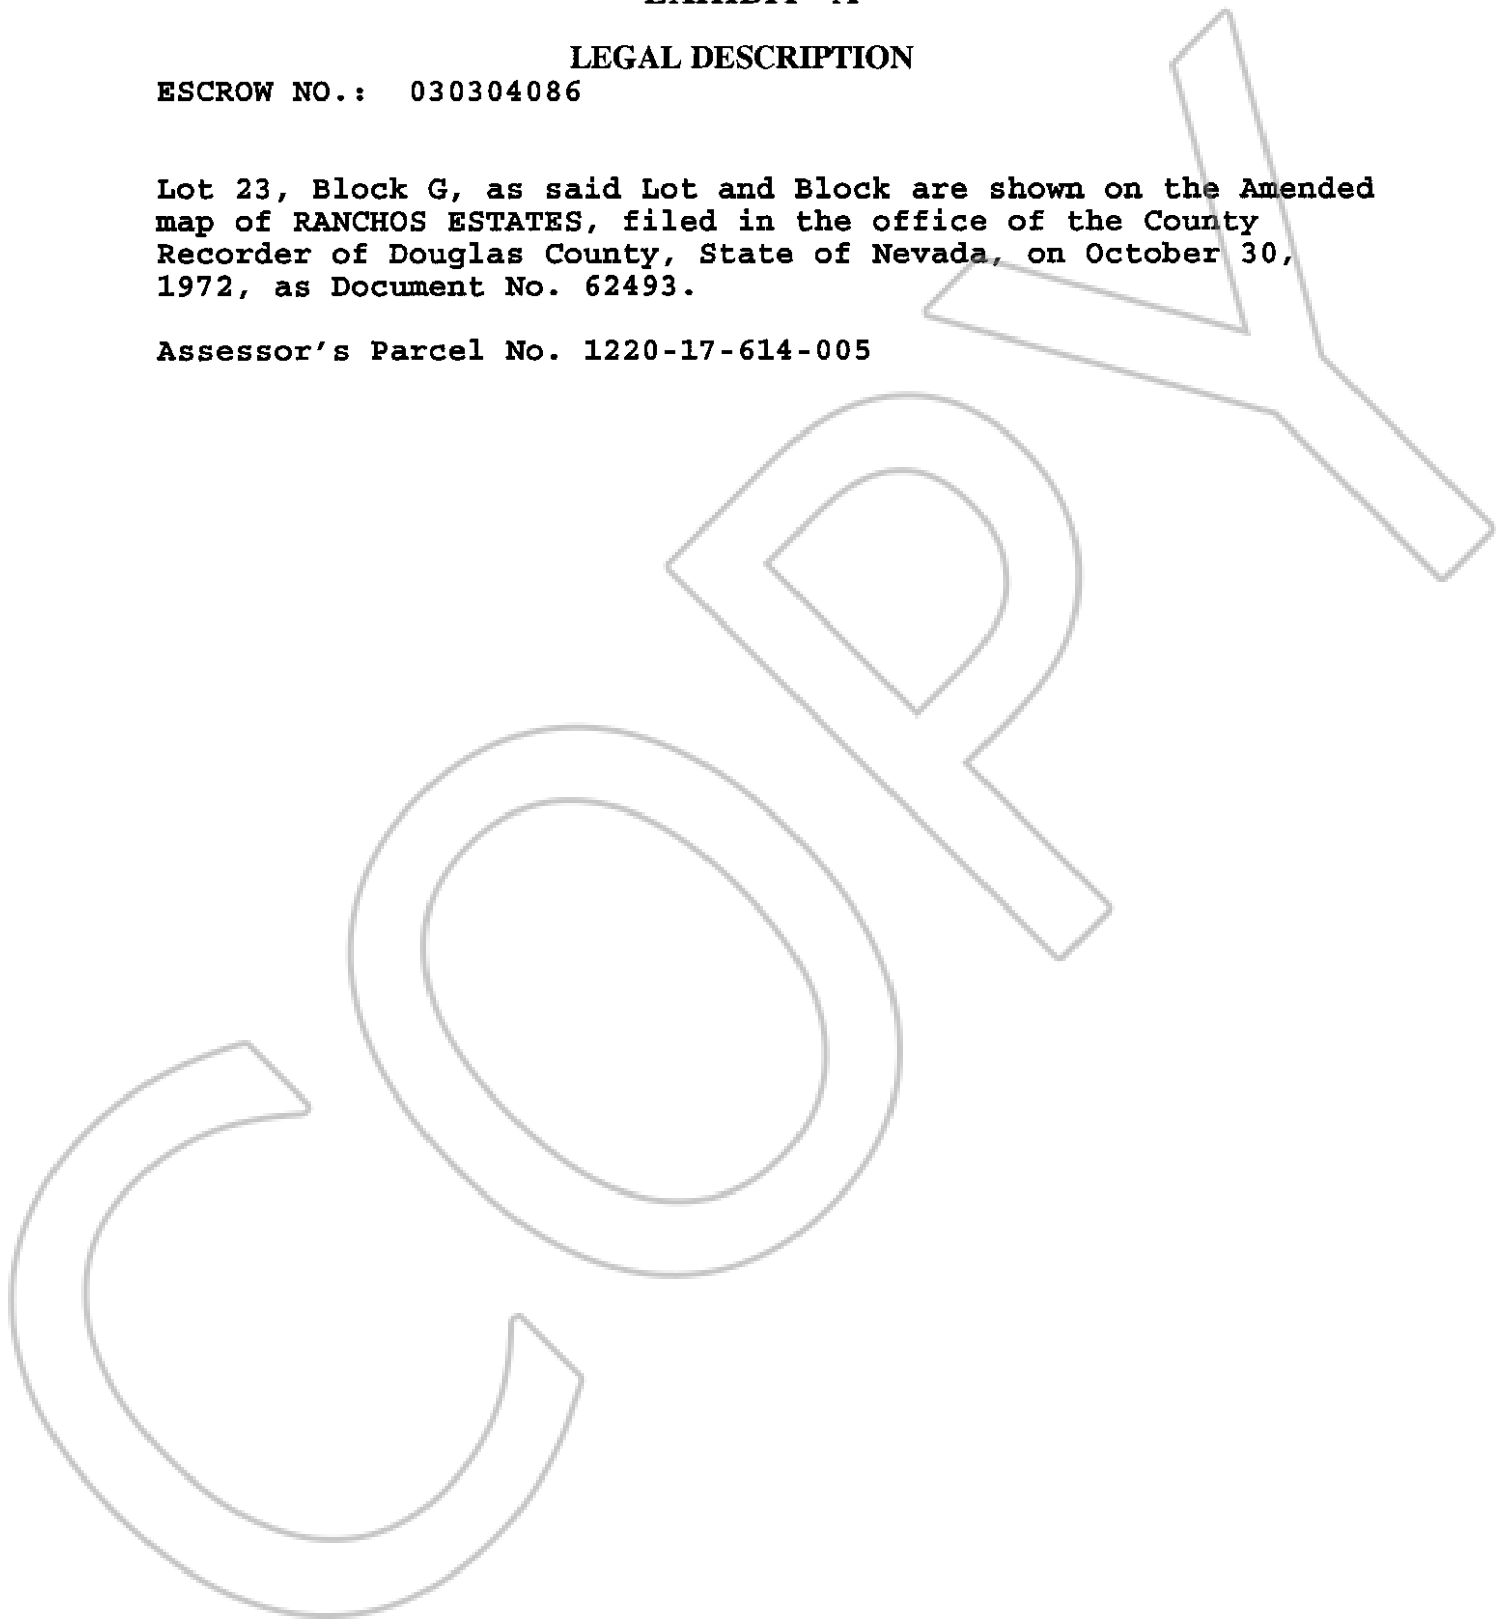 EXHIBIT "A"
LEGAL DESCRIPTION
ESCROW NO.: 030304086
Lot 23, Block G, as said Lot and Block are shown on the Amended
map of RANCHOS ESTATES, filed in the office of the County
Recorder of Douglas County, State of Nevada, on October 30,
1972, as Document No. 62493.
Assessor's Parcel No. 1220-17-614-005
COPY